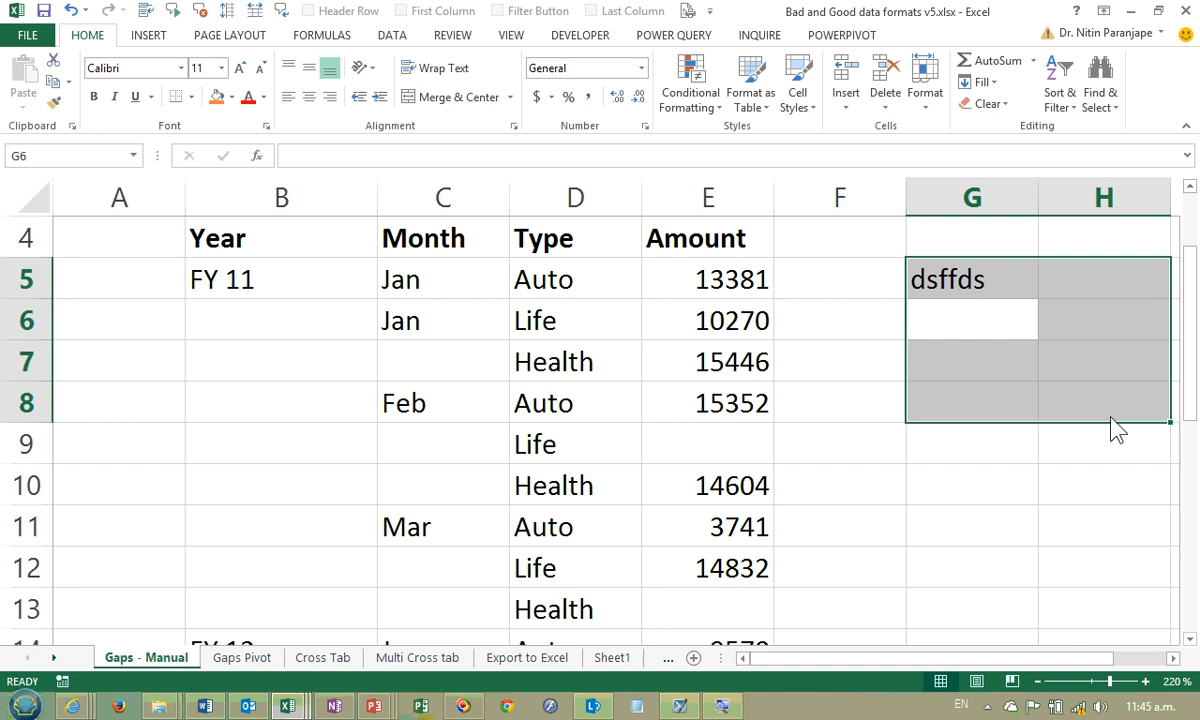 Header Row First Column Filter Button Last Column Bad and Good data formats v5.xlsx - Excel ?
FILE HOME INSERT PAGE LAYOUT FORMULAS DATA REVIEW VIEW DEVELOPER POWER QUERY INQUIRE POWERPIVOT Dr. Nitin Paranjape
Paste Calibri 11 Wrap Text General AutoSum
B I U Merge & Center $ % Conditional Formatting Format as Table Cell Styles Insert Delete Format Fill Sort & Filter Find & Select
Clear
Clipboard Font Alignment Number Styles Cells Editing
G6 fx
A B C D E F G H
4 Year Month Type Amount
5 FY 11 Jan Auto 13381 dsffds
6 Jan Life 10270
7 Health 15446
8 Feb Auto 15352
9 Life
10 Health 14604
11 Mar Auto 3741
12 Life 14832
13 Health
Gaps - Manual Gaps Pivot Cross Tab Multi Cross tab Export to Excel Sheet1 ...
READY 220 %
EN 11:45 a.m.